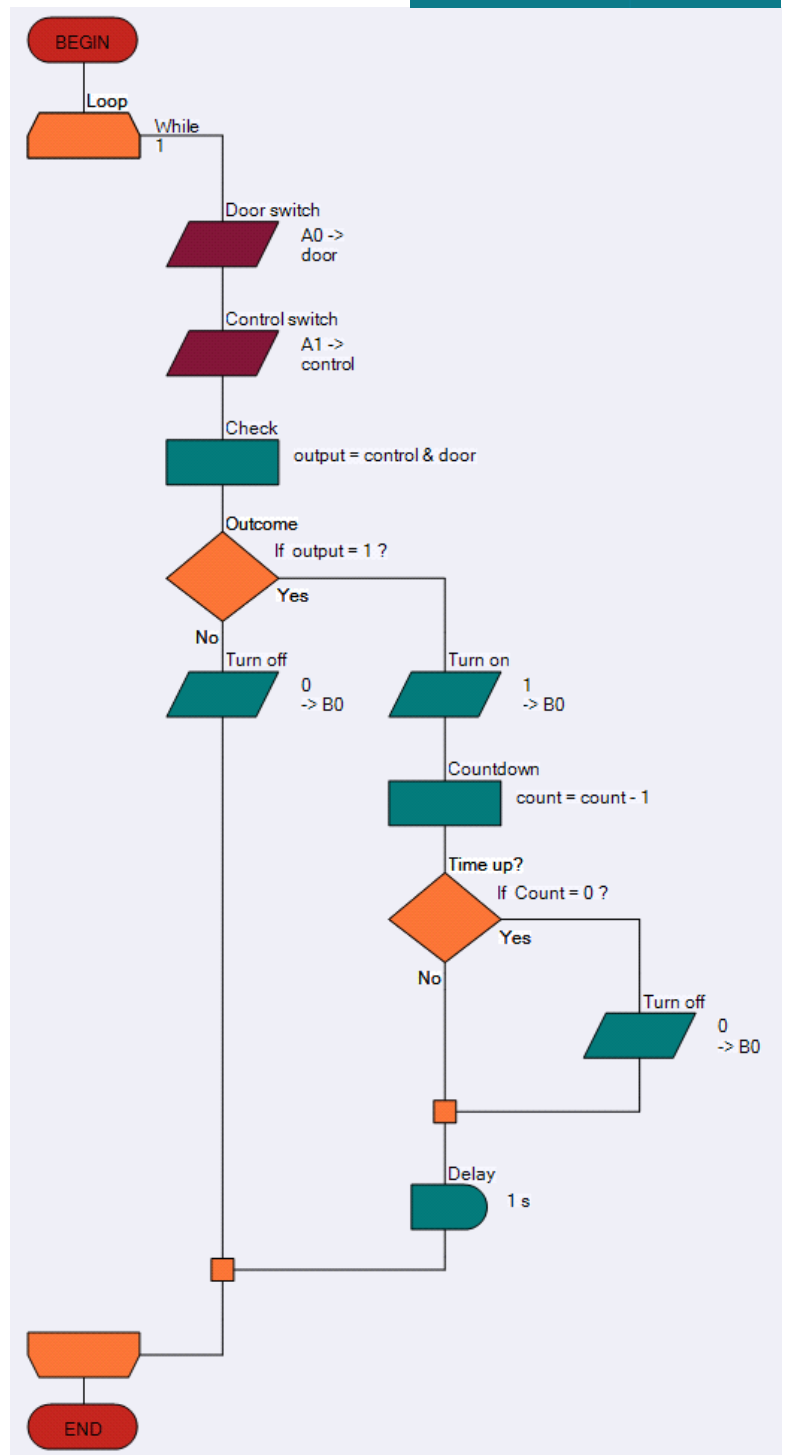 BEGIN
Loop
While
1
Door switch
A0 ->
door
Control switch
A1 ->
control
Check
output = control & door
Outcome
If output = 1 ?
Yes
No
Turn off
0
-> B0
Turn on
1
-> B0
Countdown
count = count - 1
Time up?
If Count = 0 ?
Yes
No
Turn off
0
-> B0
Delay
1 s
END